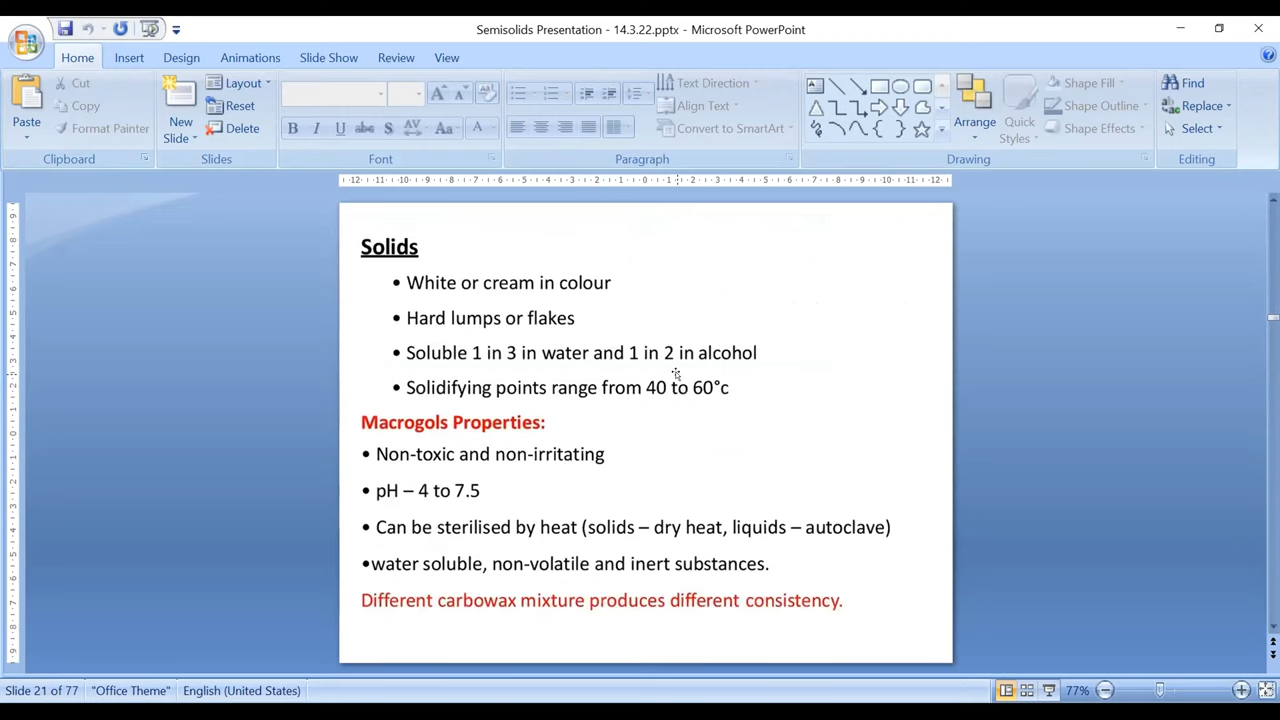 Semisolids Presentation - 14.3.22.pptx - Microsoft PowerPoint
Home Insert Design Animations Slide Show Review View
Cut
Copy
Format Painter
Paste
Clipboard
New Slide
Layout
Reset
Delete
Slides
B I U abc S AV Aa A
Font
Text Direction
Align Text
Convert to SmartArt
Paragraph
Arrange
Quick Styles
Shape Fill
Shape Outline
Shape Effects
Drawing
Find
Replace
Select
Editing
Solids
• White or cream in colour
• Hard lumps or flakes
• Soluble 1 in 3 in water and 1 in 2 in alcohol
• Solidifying points range from 40 to 60°c
Macrogols Properties:
• Non-toxic and non-irritating
• pH – 4 to 7.5
• Can be sterilised by heat (solids – dry heat, liquids – autoclave)
•water soluble, non-volatile and inert substances.
Different carbowax mixture produces different consistency.
Slide 21 of 77 "Office Theme" English (United States) 77%